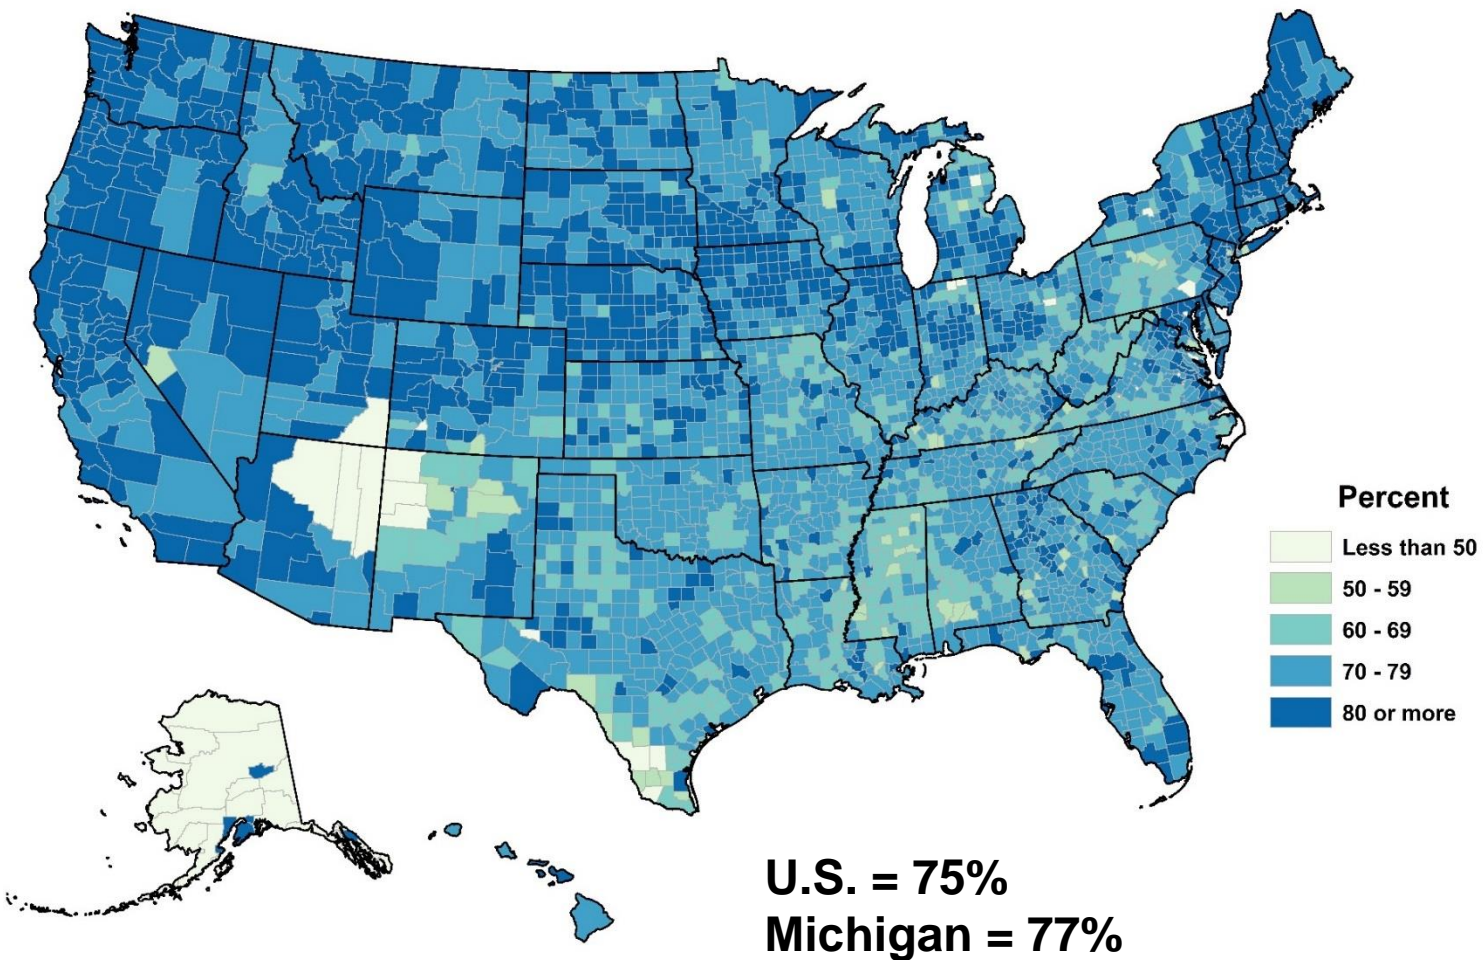 Percent
Less than 50
50 - 59
60 - 69
70 - 79
80 or more
U.S. = 75%
Michigan = 77%